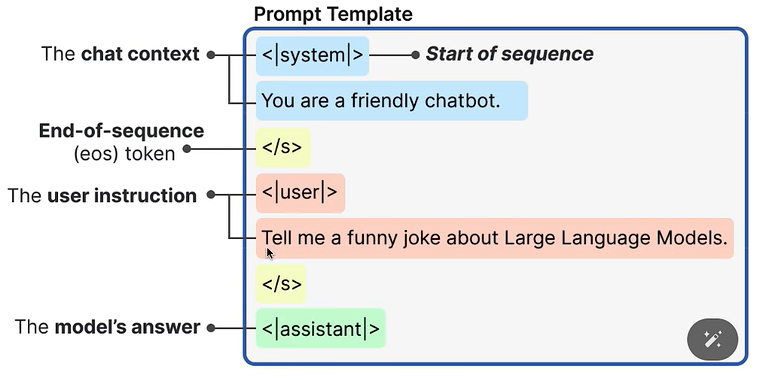 Prompt Template
The chat context
<|system|>
Start of sequence
You are a friendly chatbot.
End-of-sequence
(eos) token
</s>
The user instruction
<|user|>
Tell me a funny joke about Large Language Models.
</s>
The model’s answer
<|assistant|>